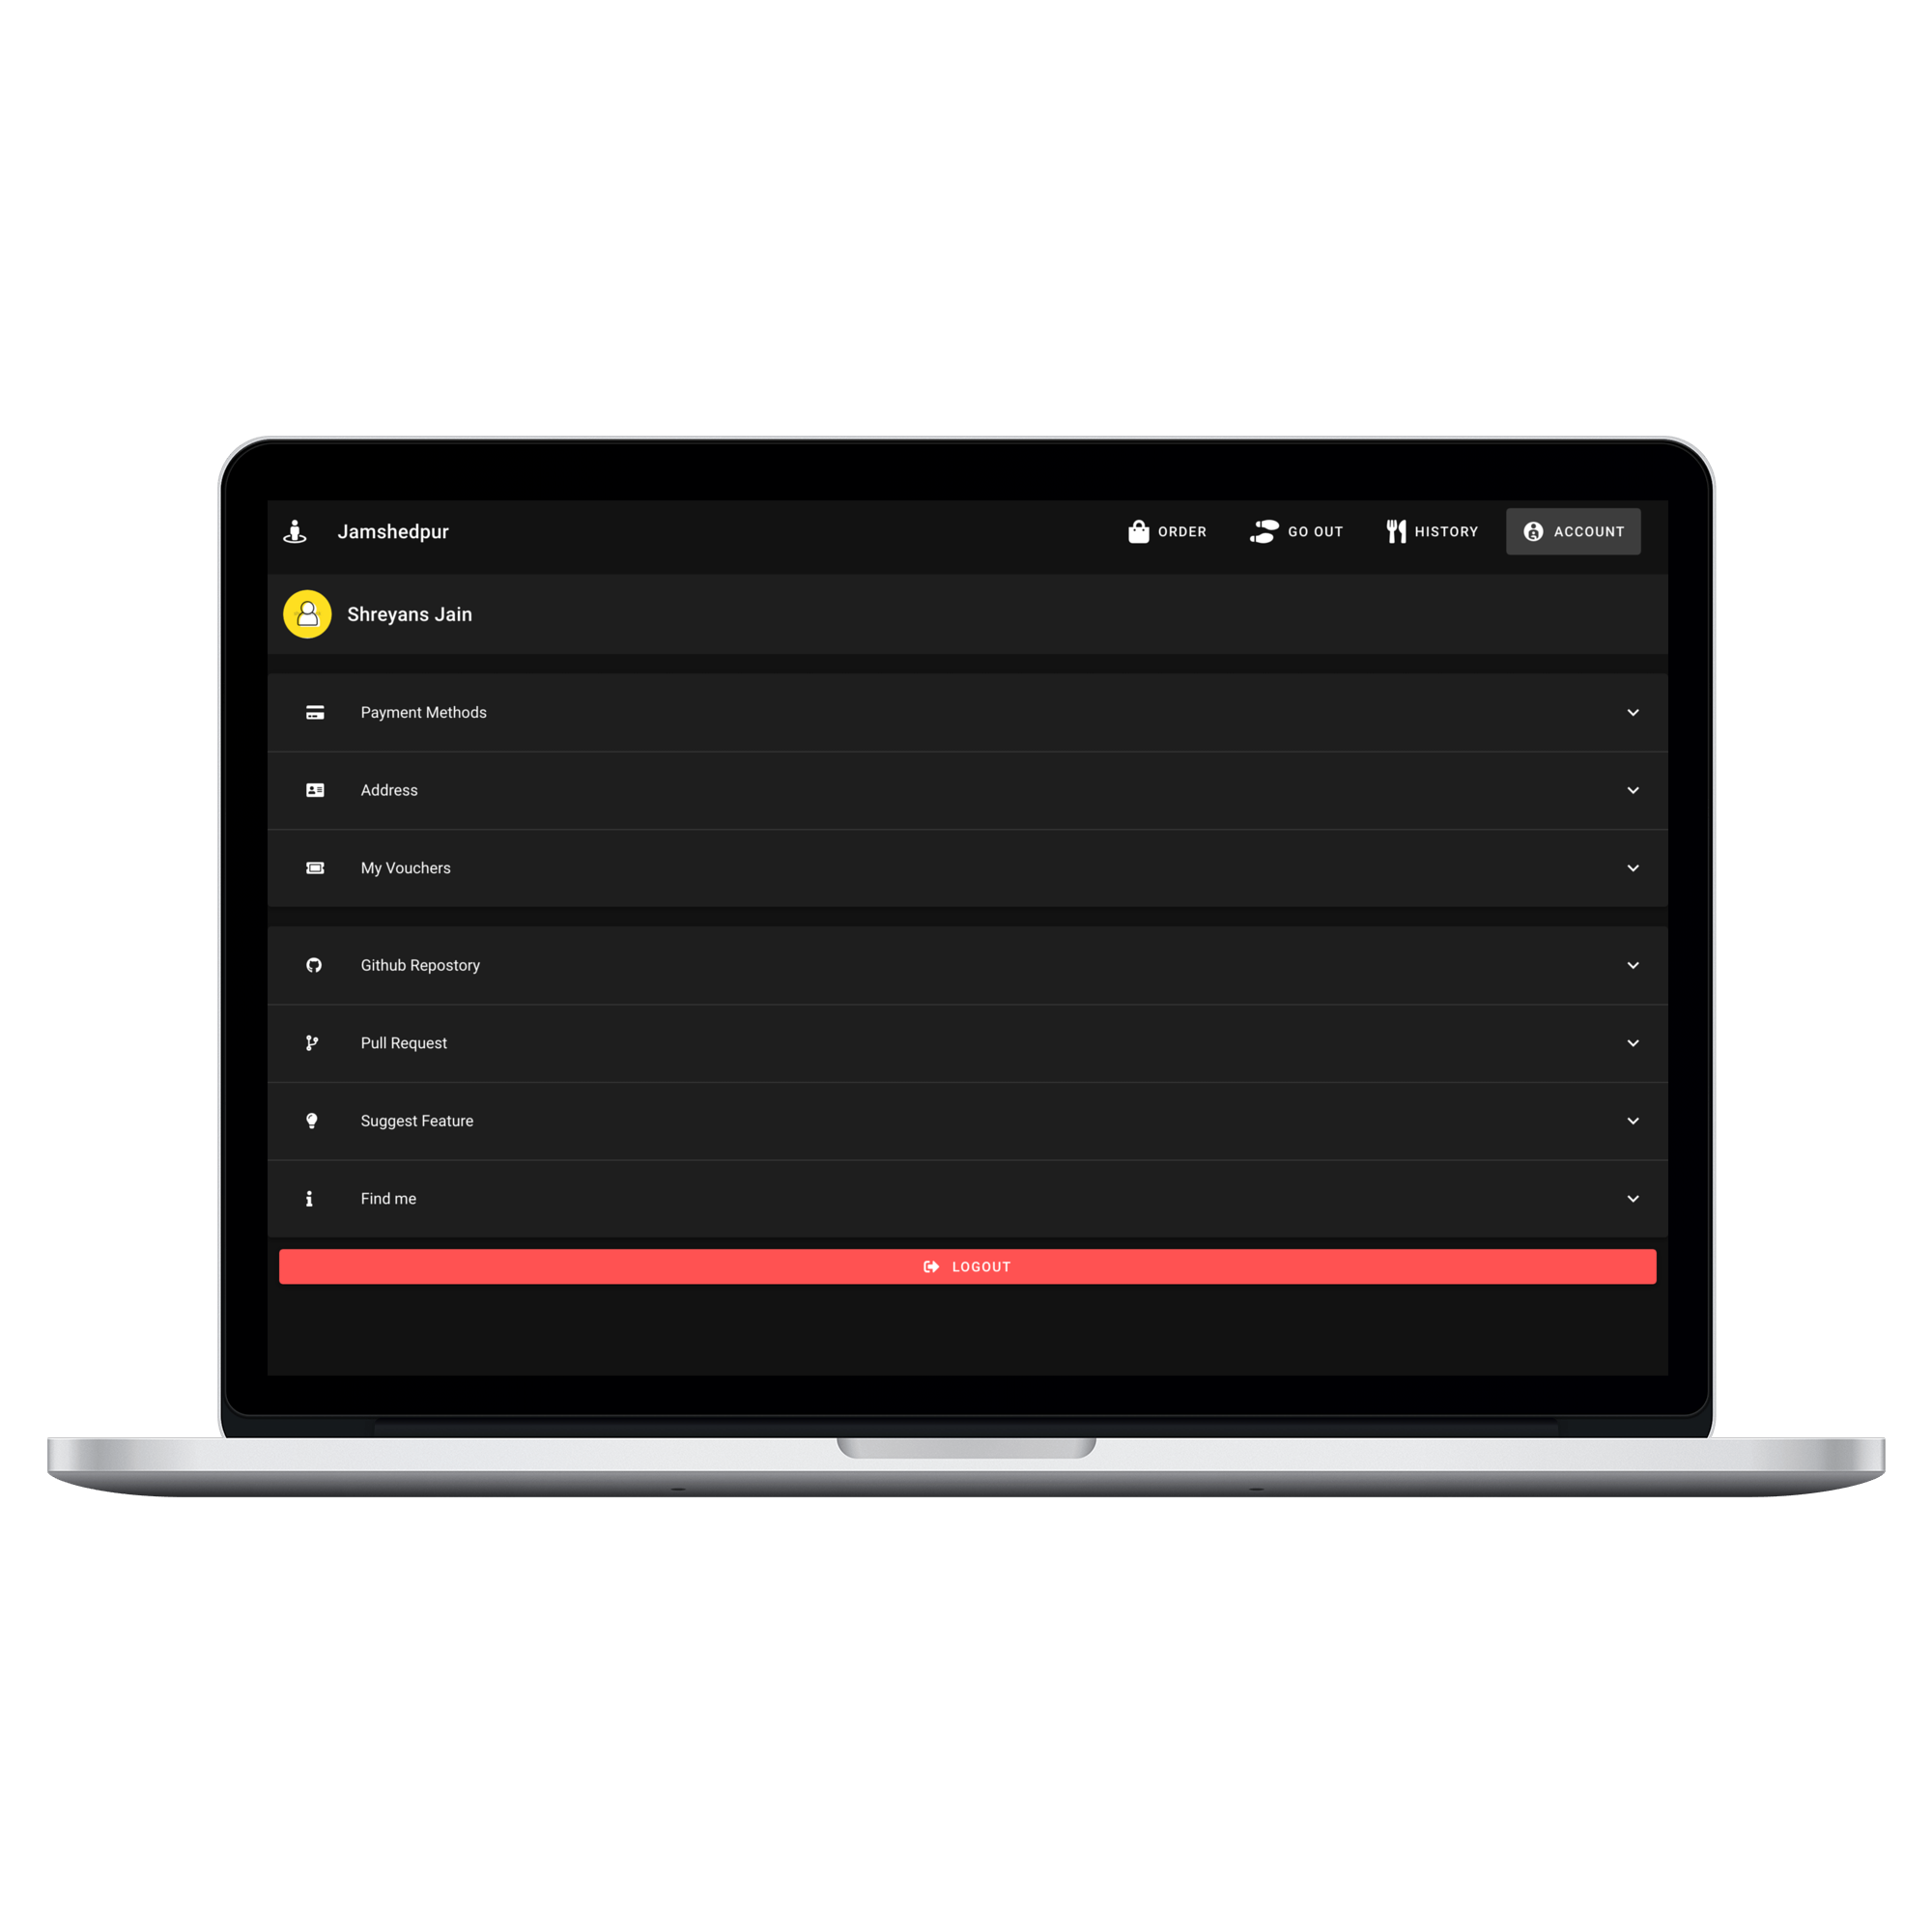 Jamshedpur
ORDER
GO OUT
HISTORY
ACCOUNT
Shreyans Jain
Payment Methods
Address
My Vouchers
Github Repostory
Pull Request
Suggest Feature
Find me
LOGOUT